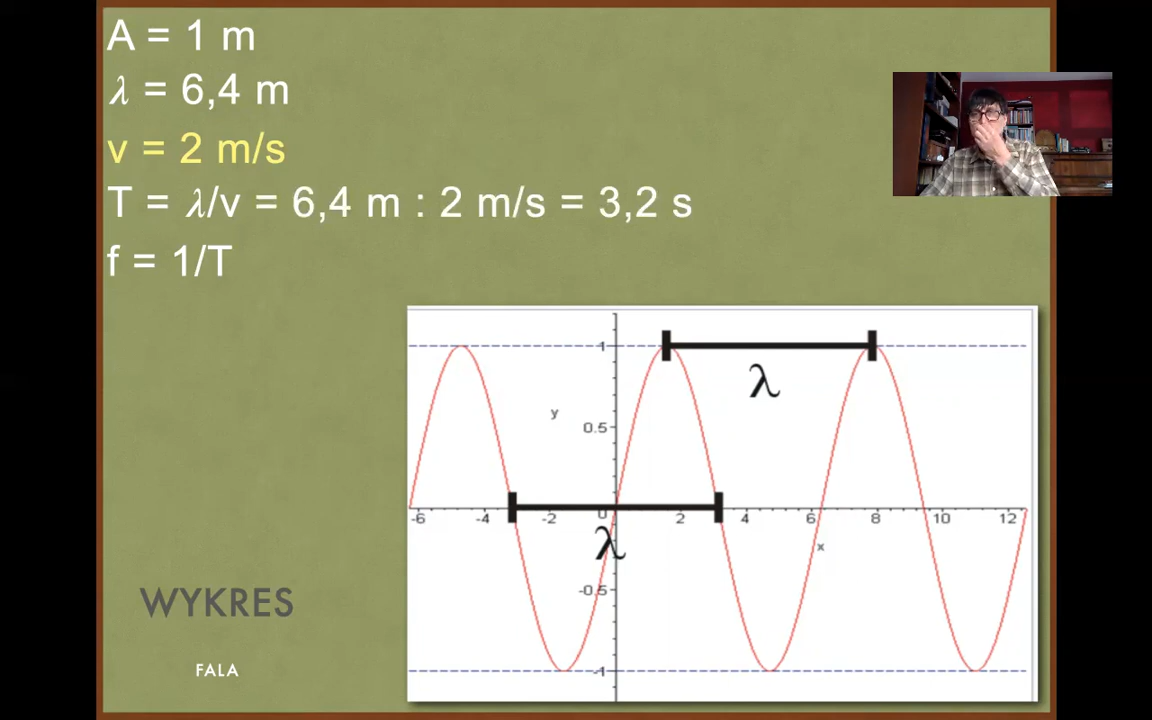 A = 1 m
λ = 6,4 m
v = 2 m/s
T = λ/v = 6,4 m : 2 m/s = 3,2 s
f = 1/T
1
λ
y
0.5
-6 -4 -2 0 2 4 6 8 10 12
λ
x
-0.5
WYKRES
FALA
-1